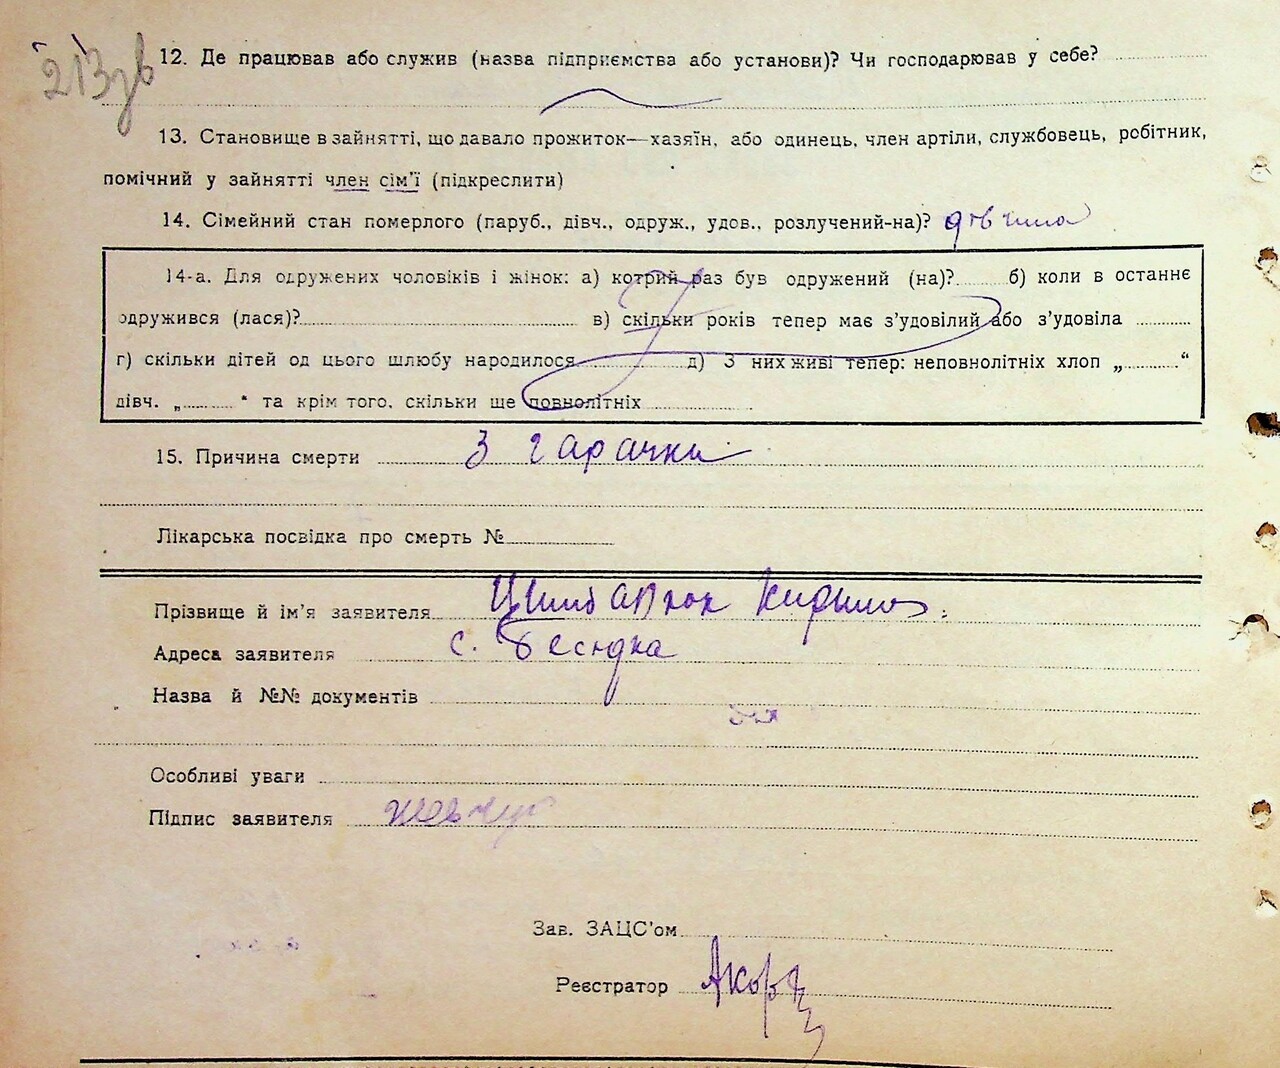 213зв
12. Де працював або служив (назва підприємства або установи)? Чи господарював у себе?
13. Становище в зайнятті, що давало прожиток—хазяїн, або одинець, член артіли, службовець, робітник,
помічний у зайнятті член сім'ї (підкреслити)
14. Сімейний стан померлого (паруб., дівч., одруж., удов., розлучений-на)? дівчина
14-а. Для одружених чоловіків і жінок: а) котрий раз був одружений (на)? б) коли в останнє
одружився (лася)? в) скільки років тепер має з'удовілий або з'удовіла
г) скільки дітей од цього шлюбу народилося д) З них живі тепер: неповнолітніх хлоп „ “
дівч. „ “ та крім того, скільки ще повнолітніх
15. Причина смерти З гарачки
Лікарська посвідка про смерть №
Прізвище й ім'я заявителя Цимбалюк
Адреса заявителя с. Бесідка
Назва й №№ документів
Особливі уваги
Підпис заявителя
Зав. ЗАЦС'ом
Реєстратор